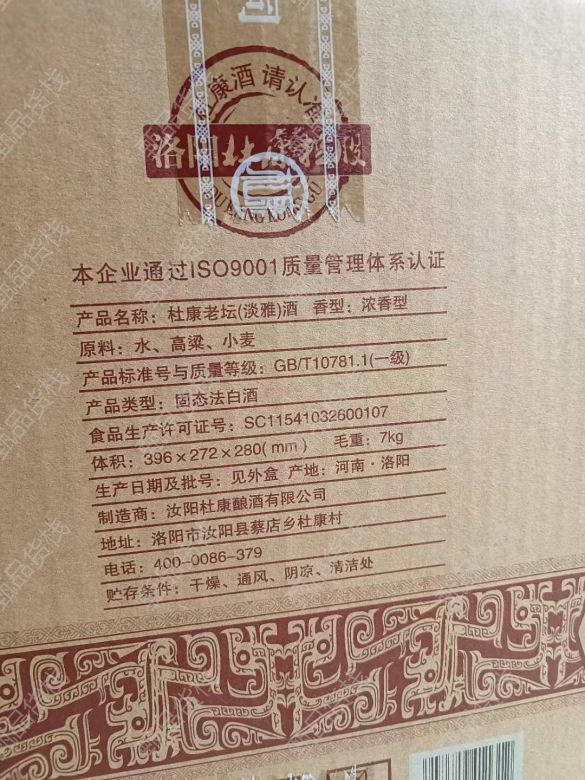 杜康酒 请认准
洛阳杜康控股
DUKANG KONGGU
本企业通过ISO9001质量管理体系认证
产品名称：杜康老坛(淡雅)酒 香型：浓香型
原料：水、高粱、小麦
产品标准号与质量等级：GB/T10781.1(一级)
产品类型：固态法白酒
食品生产许可证号：SC11541032600107
体积：396×272×280(mm) 毛重：7kg
生产日期及批号：见外盒 产地：河南·洛阳
制造商：汝阳杜康酿酒有限公司
地址：洛阳市汝阳县蔡店乡杜康村
电话：400-0086-379
贮存条件：干燥、通风、阴凉、清洁处